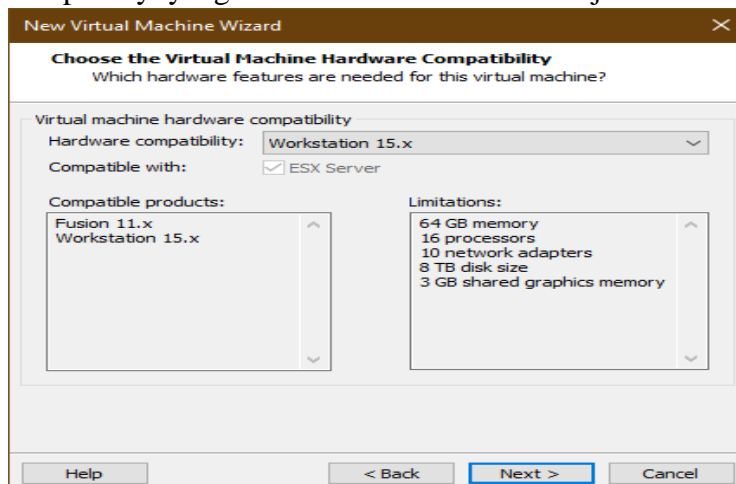 New Virtual Machine Wizard
Choose the Virtual Machine Hardware Compatibility
Which hardware features are needed for this virtual machine?
Virtual machine hardware compatibility
Hardware compatibility: Workstation 15.x
Compatible with: ESX Server
Compatible products:
Fusion 11.x
Workstation 15.x
Limitations:
64 GB memory
16 processors
10 network adapters
8 TB disk size
3 GB shared graphics memory
Help < Back Next > Cancel